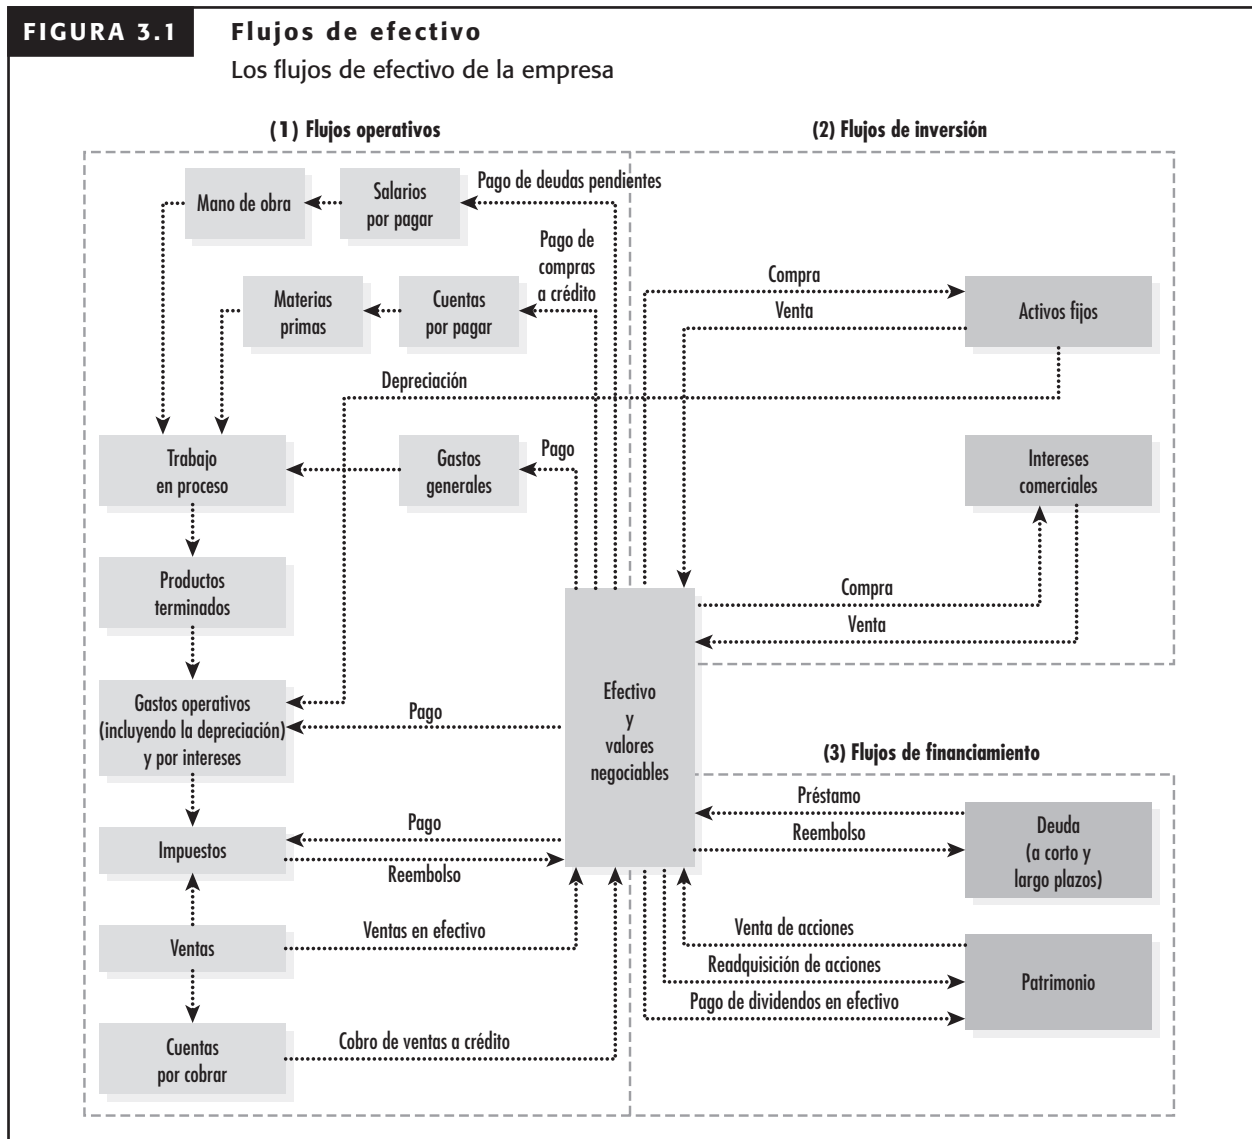 FIGURA 3.1
Flujos de efectivo
Los flujos de efectivo de la empresa
(1) Flujos operativos
(2) Flujos de inversión
Mano de obra
Salarios
por pagar
Pago de deudas pendientes
Pago de
compras
a crédito
Materias
primas
Cuentas
por pagar
Compra
Venta
Activos fijos
Depreciación
Trabajo
en proceso
Gastos
generales
Pago
Intereses
comerciales
Productos
terminados
Compra
Venta
Gastos operativos
(incluyendo la depreciación)
y por intereses
Pago
Efectivo
y
valores
negociables
(3) Flujos de financiamiento
Impuestos
Pago
Reembolso
Préstamo
Reembolso
Deuda
(a corto y
largo plazos)
Ventas
Ventas en efectivo
Venta de acciones
Readquisición de acciones
Pago de dividendos en efectivo
Patrimonio
Cuentas
por cobrar
Cobro de ventas a crédito